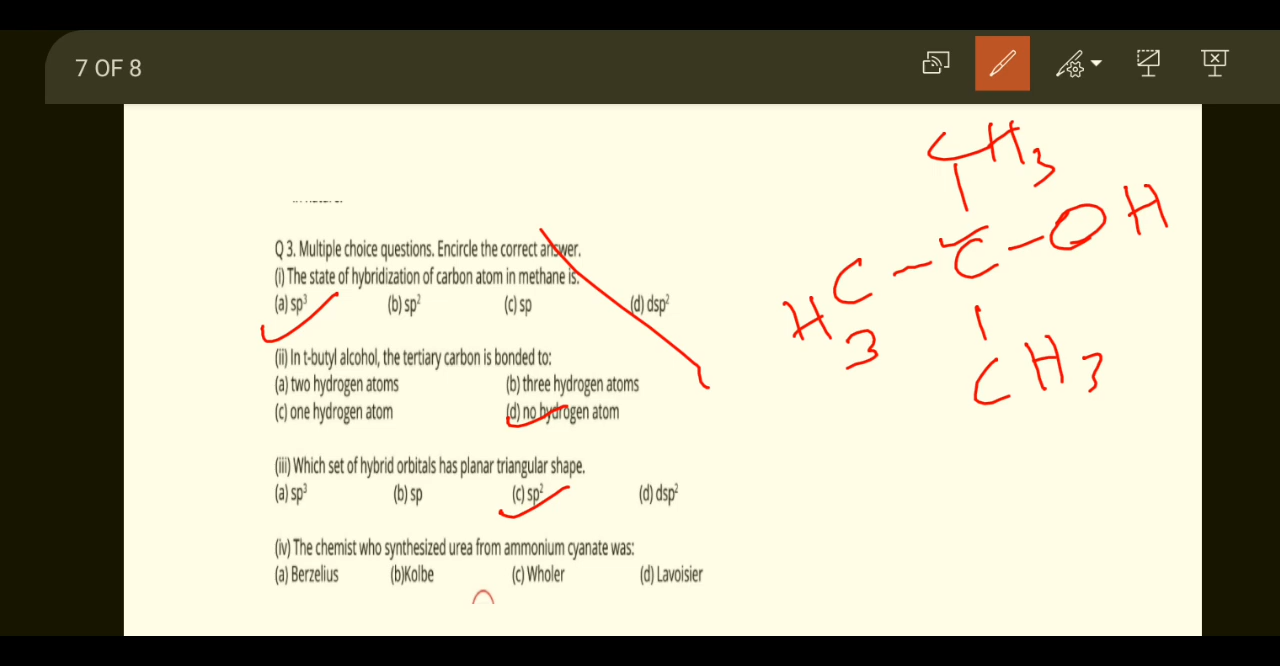 7 OF 8
Q 3. Multiple choice questions. Encircle the correct answer.
(i) The state of hybridization of carbon atom in methane is.
(a) sp³ (b) sp² (c) sp (d) dsp²
(ii) In t-butyl alcohol, the tertiary carbon is bonded to:
(a) two hydrogen atoms (b) three hydrogen atoms
(c) one hydrogen atom (d) no hydrogen atom
(iii) Which set of hybrid orbitals has planar triangular shape.
(a) sp³ (b) sp (c) sp² (d) dsp²
(iv) The chemist who synthesized urea from ammonium cyanate was:
(a) Berzelius (b)Kolbe (c) Wholer (d) Lavoisier
CH3
H3C - C - OH
CH3